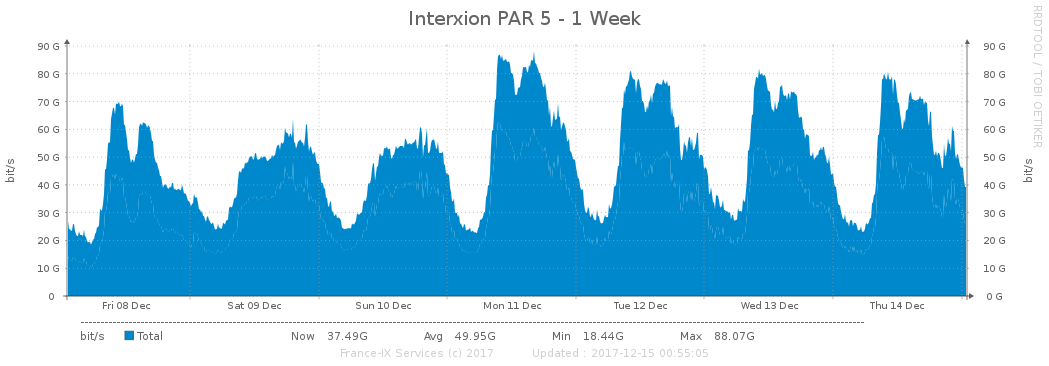 Interxion PAR 5 - 1 Week
RRDTOOL / TOBI OETIKER
bit/s
90 G 90 G
80 G 80 G
70 G 70 G
60 G 60 G
50 G 50 G
40 G 40 G
30 G 30 G
20 G 20 G
10 G 10 G
0 0 G
bit/s
Fri 08 Dec Sat 09 Dec Sun 10 Dec Mon 11 Dec Tue 12 Dec Wed 13 Dec Thu 14 Dec
bit/s Total Now 37.49G Avg 49.95G Min 18.44G Max 88.07G
France-IX Services (c) 2017 Updated : 2017-12-15 00:55:05